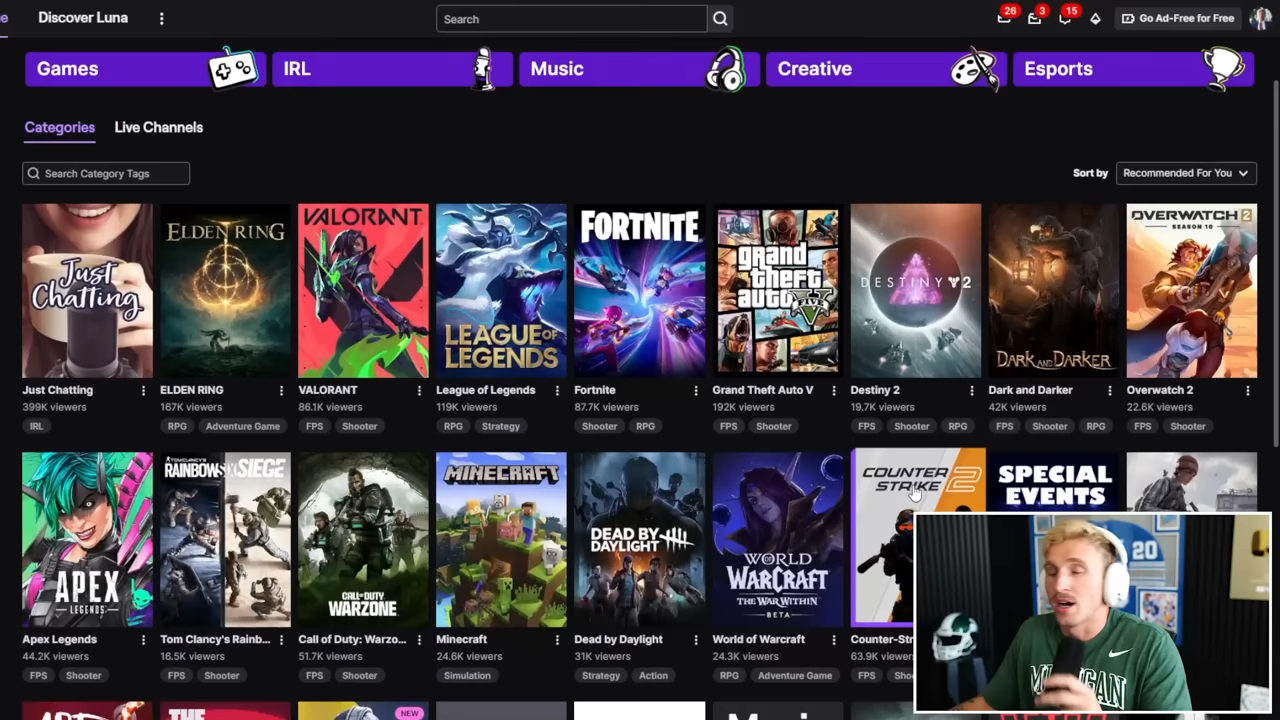 Discover Luna
Search
26
3
15
Go Ad-Free for Free
Games
IRL
Music
Creative
Esports
Categories
Live Channels
Search Category Tags
Sort by
Recommended For You
Just Chatting
ELDEN RING
VALORANT
LEAGUE OF LEGENDS
FORTNITE
grand theft auto V
DESTINY 2
DARK AND DARKER
OVERWATCH 2
SEASON 10
Just Chatting
ELDEN RING
VALORANT
League of Legends
Fortnite
Grand Theft Auto V
Destiny 2
Dark and Darker
Overwatch 2
399K viewers
167K viewers
86.1K viewers
119K viewers
87.7K viewers
192K viewers
19.7K viewers
42K viewers
22.6K viewers
IRL
RPG Adventure Game
FPS Shooter
RPG Strategy
Shooter RPG
FPS Shooter
FPS Shooter RPG
FPS Shooter RPG
FPS Shooter
APEX LEGENDS
TOM CLANCY'S RAINBOW SIX SIEGE
CALL OF DUTY WARZONE
MINECRAFT
DEAD BY DAYLIGHT
WORLD OF WARCRAFT
THE WAR WITHIN
BETA
COUNTER STRIKE 2
SPECIAL EVENTS
20
Apex Legends
Tom Clancy's Rainb...
Call of Duty: Warzo...
Minecraft
Dead by Daylight
World of Warcraft
Counter-Str
44.2K viewers
16.5K viewers
51.7K viewers
24.6K viewers
31K viewers
24.3K viewers
63.9K viewers
FPS Shooter
FPS Shooter
FPS Shooter
Simulation
Strategy Action
RPG Adventure Game
FPS Sho
THE
NEW